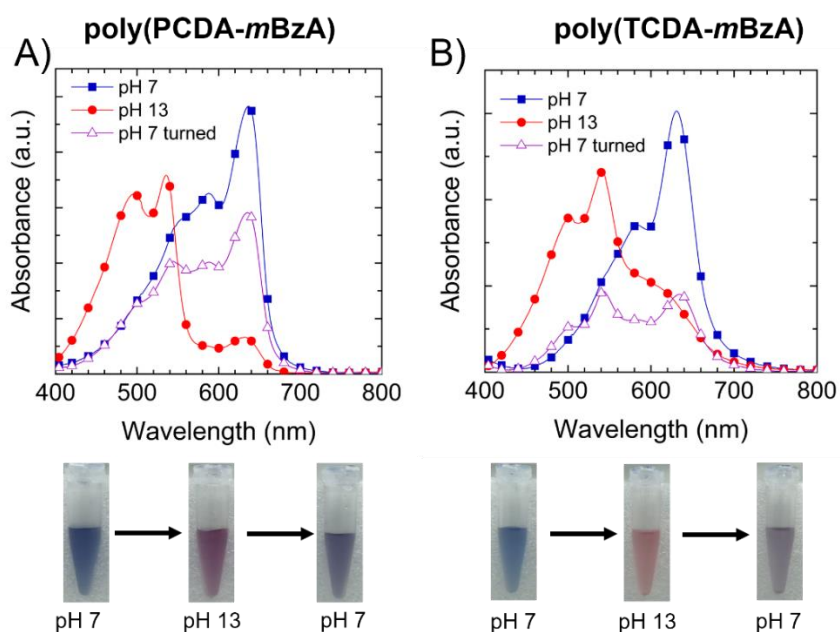 poly(PCDA-mBzA)
A)
pH 7
pH 13
pH 7 turned
Absorbance (a.u.)
400 500 600 700 800
Wavelength (nm)
pH 7 pH 13 pH 7
poly(TCDA-mBzA)
B)
pH 7
pH 13
pH 7 turned
Absorbance (a.u.)
400 500 600 700 800
Wavelength (nm)
pH 7 pH 13 pH 7